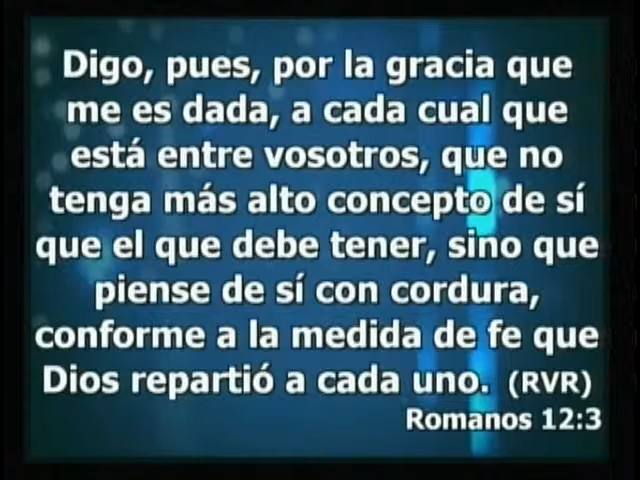 Digo, pues, por la gracia que
me es dada, a cada cual que
está entre vosotros, que no
tenga más alto concepto de sí
que el que debe tener, sino que
piense de sí con cordura,
conforme a la medida de fe que
Dios repartió a cada uno. (RVR)
Romanos 12:3